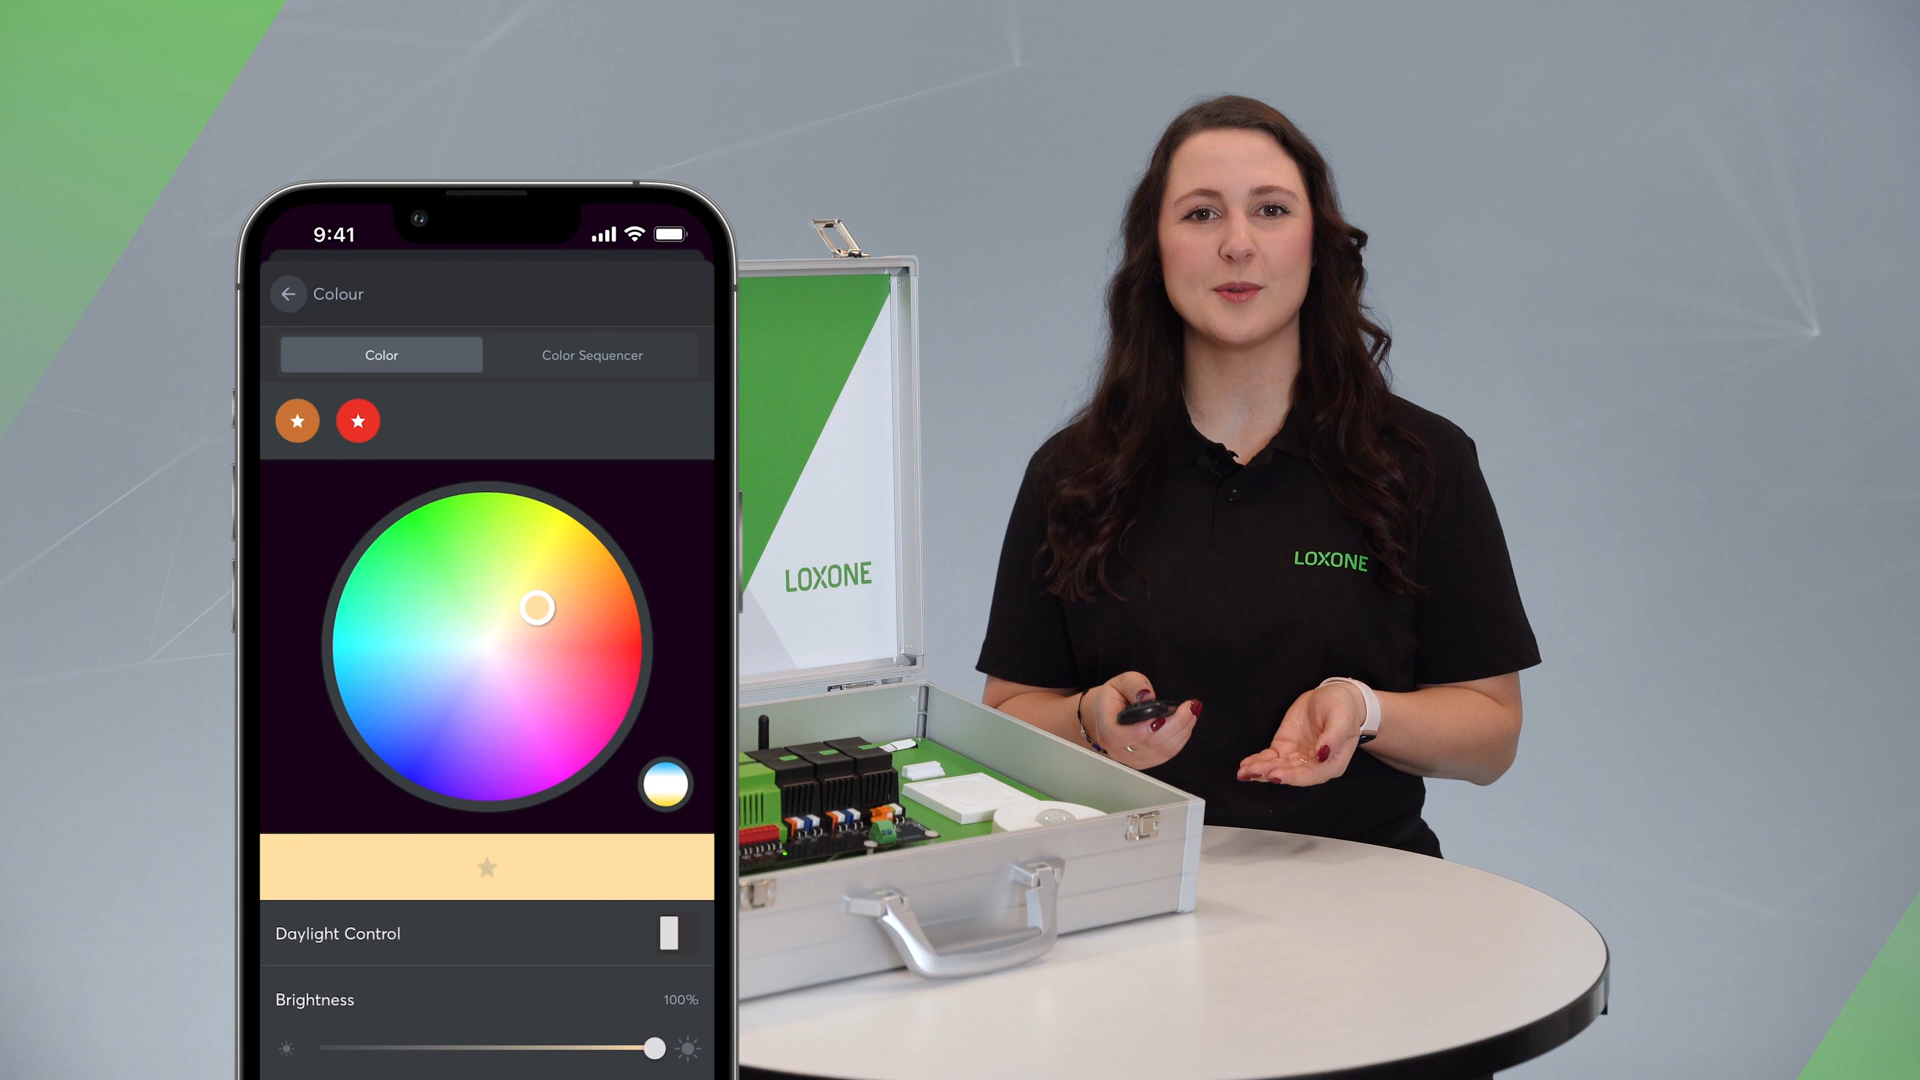 9:41
Colour
Color
Color Sequencer
Daylight Control
Brightness
100%
LOXONE
LOXONE